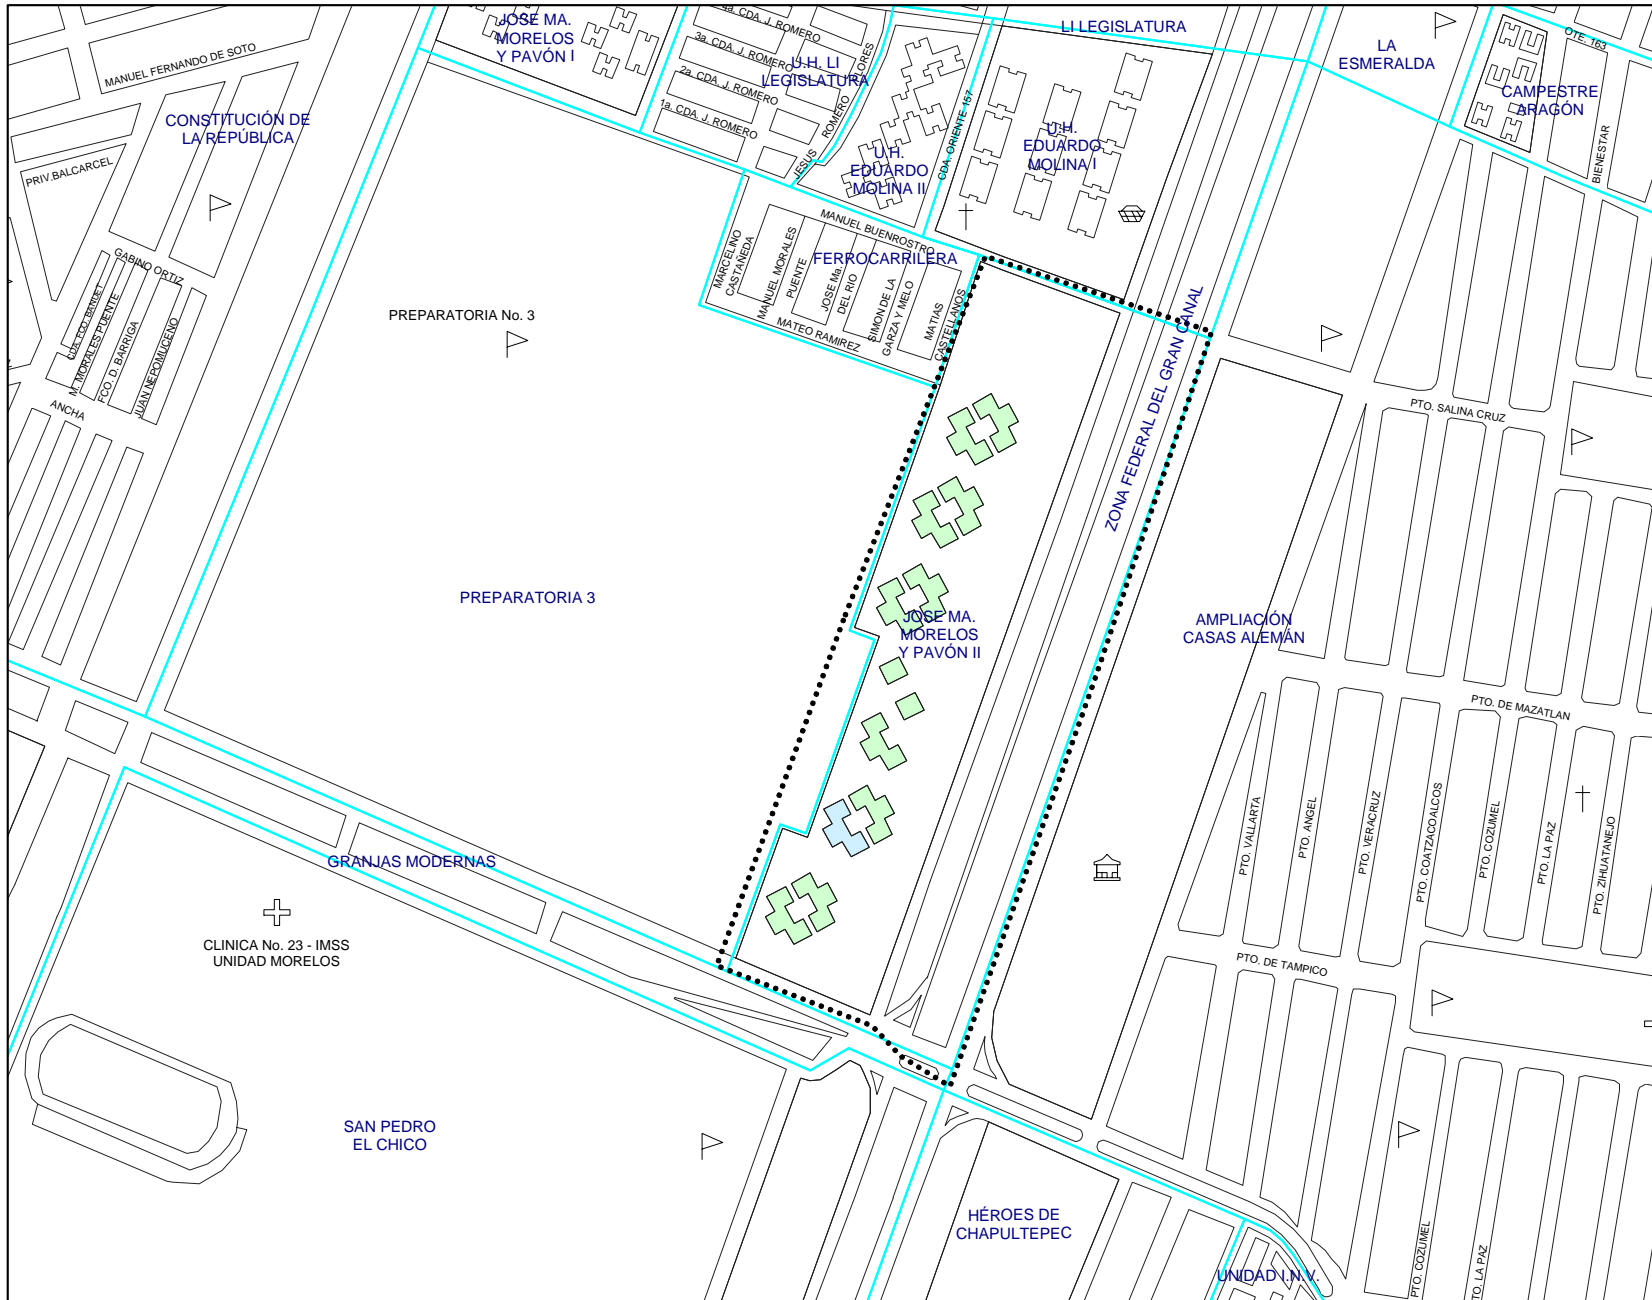 JOSE MA.
MORELOS
Y PAVÓN I
4a. CDA. J. ROMERO
3a. CDA. J. ROMERO
2a. CDA. J. ROMERO
1a. CDA. J. ROMERO
U.H. LI
LEGISLATURA
JESUS ROMERO FLORES
LI LEGISLATURA
LA
ESMERALDA
OTE. 163
CAMPESTRE
ARAGÓN
BIENESTAR
MANUEL FERNANDO DE SOTO
CONSTITUCIÓN DE
LA REPÚBLICA
PRIV.BALCARCEL
U.H.
EDUARDO
MOLINA II
CDA. ORIENTE 157
U.H.
EDUARDO
MOLINA I
MANUEL BUENROSTRO
FERROCARRILERA
MARCELINO
CASTAÑEDA
MANUEL MORALES
PUENTE
JOSE Ma.
DEL RIO
SIMON DE LA
GARZA Y MELO
MATIAS
CASTELLANOS
MATEO RAMIREZ
GABINO ORTIZ
M. MORALES PUENTE
FCO. D. BARRIGA
JUAN NEPOMUCENO
ANCHA
PREPARATORIA No. 3
ZONA FEDERAL DEL GRAN CANAL
PTO. SALINA CRUZ
PREPARATORIA 3
JOSE MA.
MORELOS
Y PAVÓN II
AMPLIACIÓN
CASAS ALEMÁN
PTO. DE MAZATLAN
PTO. VALLARTA
PTO. ANGEL
PTO. VERACRUZ
PTO. COATZACOALCOS
PTO. COZUMEL
PTO. LA PAZ
PTO. ZIHUATANEJO
GRANJAS MODERNAS
CLINICA No. 23 - IMSS
UNIDAD MORELOS
PTO. DE TAMPICO
SAN PEDRO
EL CHICO
HÉROES DE
CHAPULTEPEC
UNIDAD I.N.V.
PTO. COZUMEL
PTO. LA PAZ